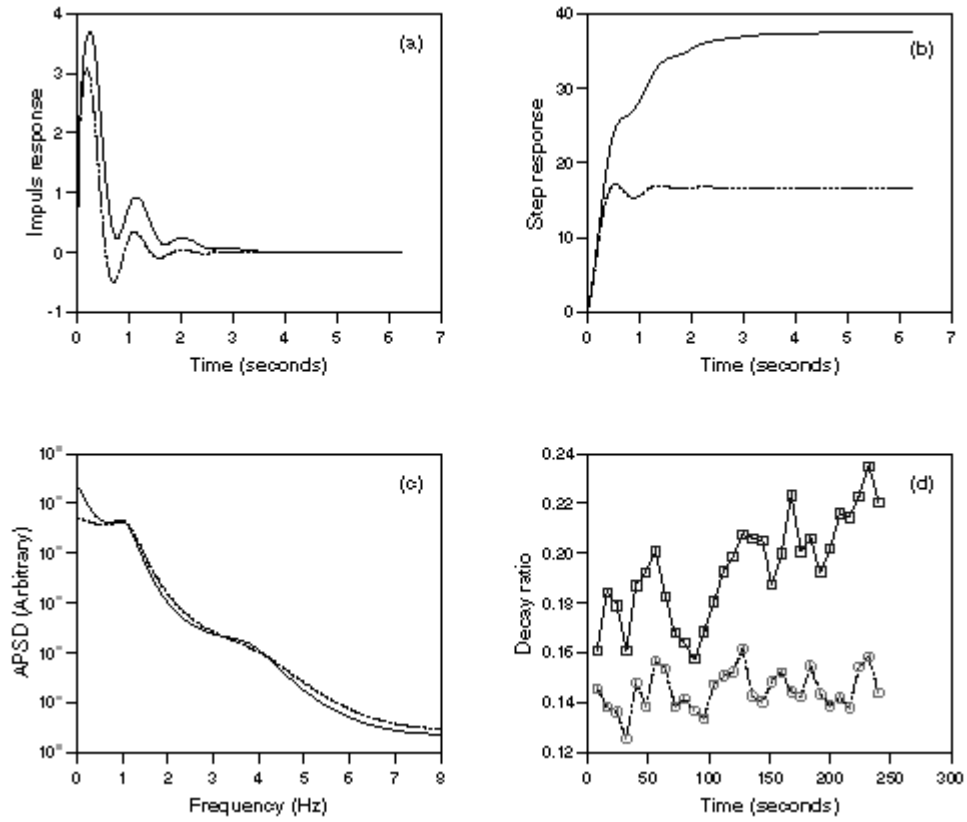 (a)
Impuls response
4
3
2
1
0
-1
0 1 2 3 4 5 6 7
Time (seconds)
(b)
Step response
40
30
20
10
0
0 1 2 3 4 5 6 7
Time (seconds)
(c)
APSD (Arbitrary)
0 1 2 3 4 5 6 7 8
Frequency (Hz)
(d)
Decay ratio
0.24
0.22
0.20
0.18
0.16
0.14
0.12
0 50 100 150 200 250 300
Time (seconds)